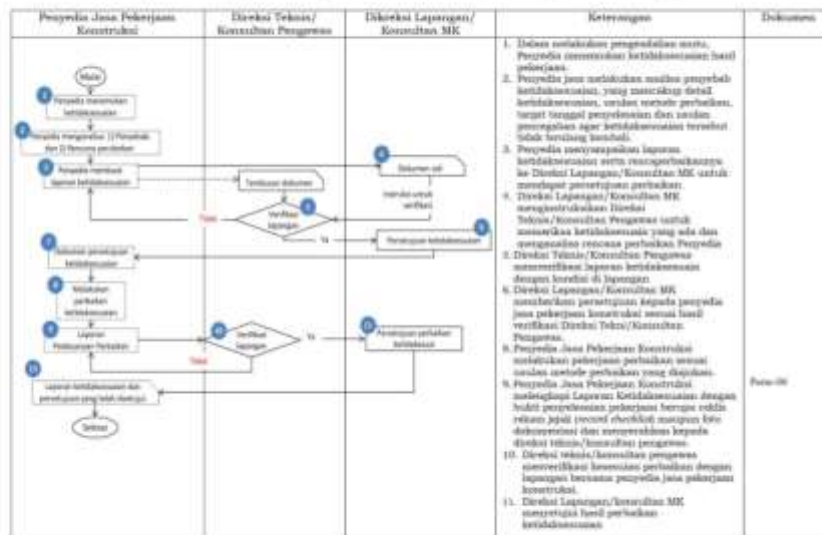 Penyedia Jasa Pekerjaan
Konstruksi
Direksi Teknis/
Konsultan Pengawas
Direksi Lapangan/
Konsultan MK
Keterangan
Dokumen
Mulai
Penyedia menemukan
ketidaksesuaian
Penyedia menganalisa 1) Penyebab
dan 2) Rencana perbaikan
Penyedia membuat
laporan ketidaksesuaian
Tembusan dokumen
Dokumen asli
instruksi untuk
verifikasi
Verifikasi
lapangan
Tidak
Ya
Persetujuan ketidaksesuaian
Dokumen persetujuan
ketidaksesuaian
Melakukan
perbaikan
ketidaksesuaian
Laporan
Pelaksanaan Perbaikan
Verifikasi
lapangan
Ya
Tidak
Persetujuan perbaikan
ketidaksesuaian
Laporan ketidaksesuaian dan
persetujuan yang telah disetujui
Selesai
1. Dalam melakukan pengendalian mutu,
Penyedia menemukan ketidaksesuaian hasil
pekerjaan.
2. Penyedia jasa melakukan analisa penyebab
ketidaksesuaian, yang mencakup detail
ketidaksesuaian, usulan metode perbaikan,
target tanggal penyelesaian dan usulan
pencegahan agar ketidaksesuaian tersebut
tidak terulang kembali.
3. Penyedia menyampaikan laporan
ketidaksesuaian serta
ke Direksi Lapangan/Konsultan MK untuk
mendapat persetujuan perbaikan
4. Direksi Lapangan/Konsultan MK
menginstruksikan Direksi
Teknis/Konsultan Pengawas untuk
memeriksa ketidaksesuaian yang ada dan
menganalisa rencana perbaikan Penyedia
5. Direksi Teknis/Konsultan Pengawas
memverifikasi laporan ketidaksesuaian
dengan kondisi di lapangan
6. Direksi Lapangan/Konsultan MK
memberikan persetujuan kepada penyedia
jasa pekerjaan konstruksi sesuai hasil
verifikasi Direksi Teknis/Konsultan
Pengawas.
8. Penyedia Jasa Pekerjaan Konstruksi
melakukan pekerjaan perbaikan sesuai
usulan metode perbaikan yang diajukan.
9. Penyedia Jasa Pekerjaan Konstruksi
melengkapi Laporan Ketidaksesuaian dengan
bukti penyelesaian pekerjaan berupa ceklis
rekam jejak (record checklist) maupun foto
dokumentasi dan menyerahkan kepada
direksi teknis/konsultan pengawas.
10. Direksi teknis/konsultan pengawas
memverifikasi kesesuaian perbaikan dengan
lapangan bersama penyedia jasa pekerjaan
konstruksi.
11. Direksi Lapangan/konsultan MK
menyetujui hasil perbaikan
ketidaksesuaian